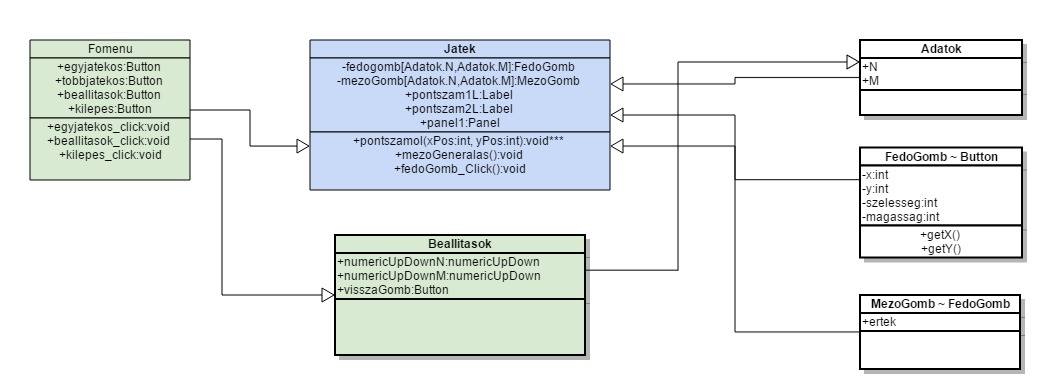 Fomenu
+egyjatekos:Button
+tobbjatekos:Button
+beallitasok:Button
+kilepes:Button
+egyjatekos_click:void
+beallitasok_click:void
+kilepes_click:void
Jatek
-fedogomb[Adatok.N,Adatok.M]:FedoGomb
-mezoGomb[Adatok.N,Adatok.M]:MezoGomb
+pontszam1L:Label
+pontszam2L:Label
+panel1:Panel
+pontszamol(xPos:int, yPos:int):void***
+mezoGeneralas():void
+fedoGomb_Click():void
Beallitasok
+numericUpDownN:numericUpDown
+numericUpDownM:numericUpDown
+visszaGomb:Button
Adatok
+N
+M
FedoGomb ~ Button
-x:int
-y:int
-szelesseg:int
-magassag:int
+getX()
+getY()
MezoGomb ~ FedoGomb
+ertek